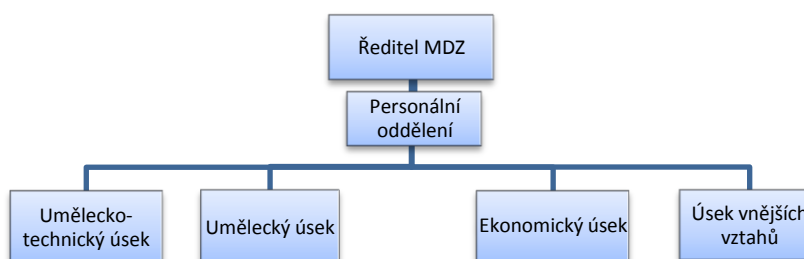 Ředitel MDZ
Personální
oddělení
Umělecko-
technický úsek
Umělecký úsek
Ekonomický úsek
Úsek vnějších
vztahů